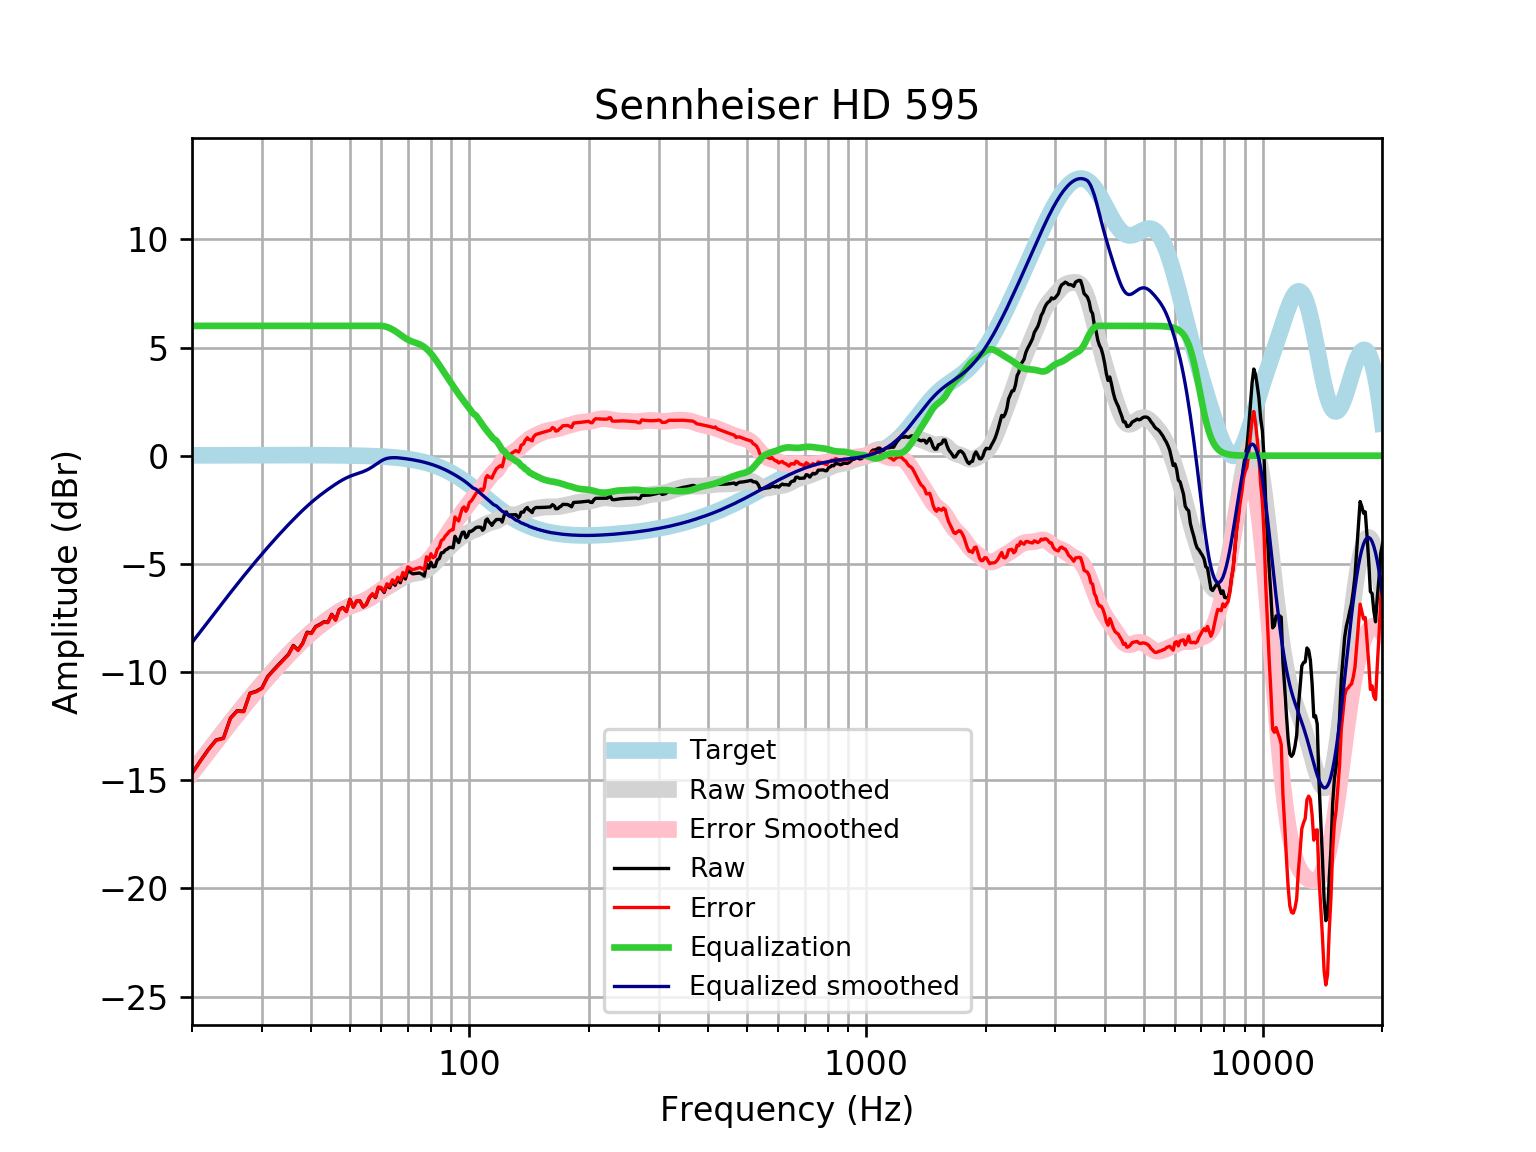 Sennheiser HD 595
10
5
0
−5
−10
−15
−20
−25
Amplitude (dBr)
Target
Raw Smoothed
Error Smoothed
Raw
Error
Equalization
Equalized smoothed
100 1000 10000
Frequency (Hz)